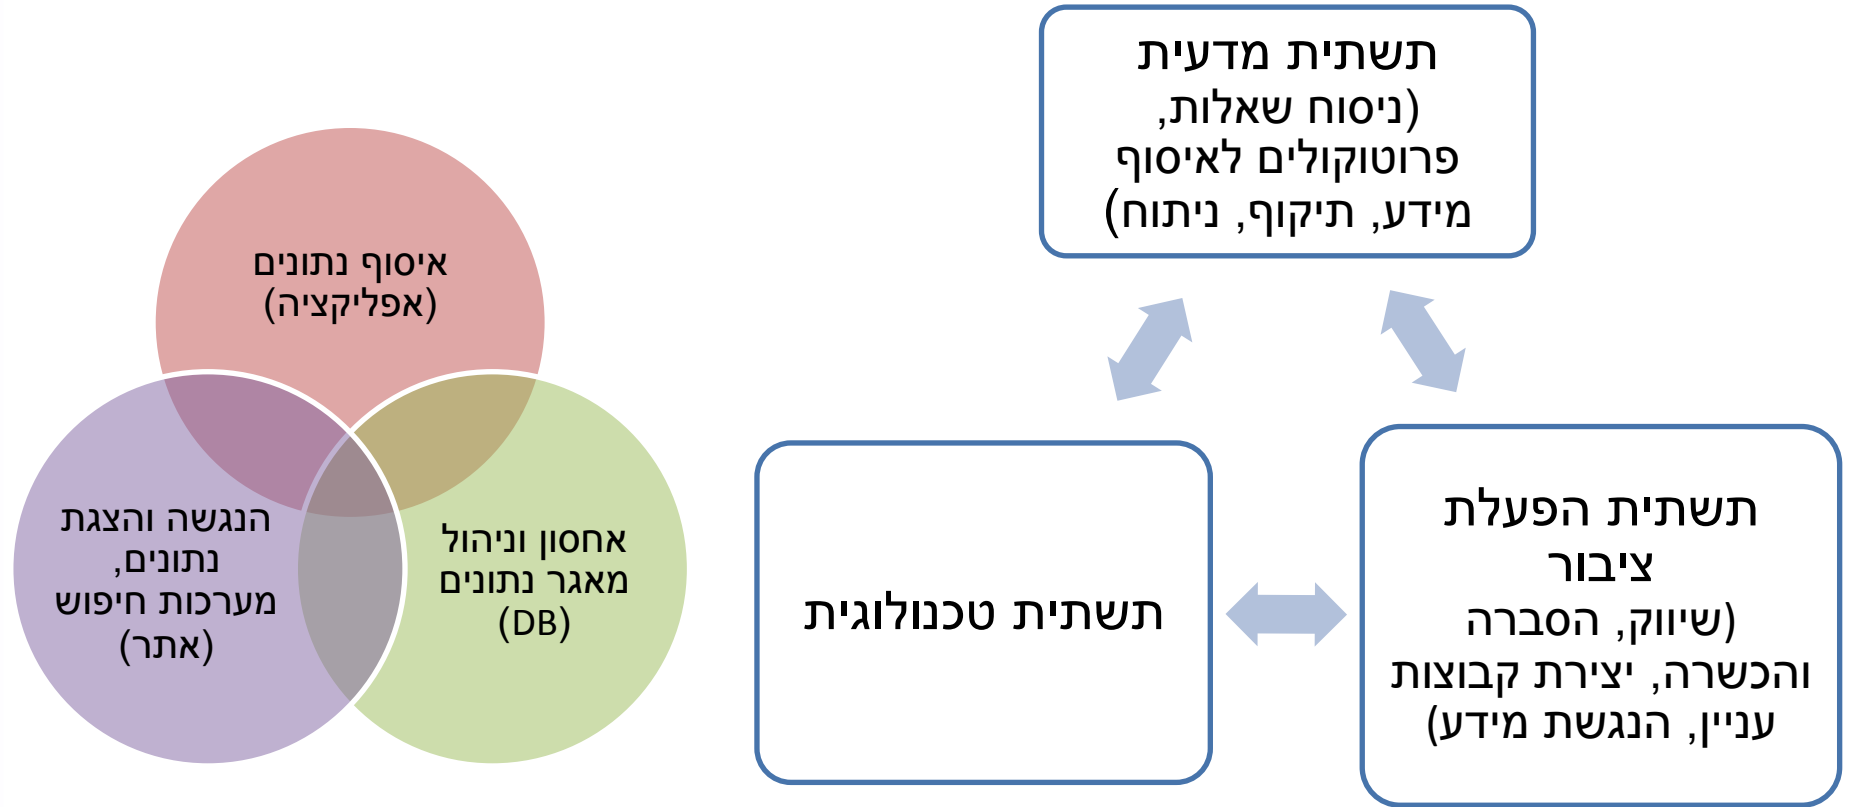 תשתית מדעית
(ניסוח שאלות,
פרוטוקולים לאיסוף
מידע, תיקוף, ניתוח)
תשתית הפעלת
ציבור
(שיווק, הסברה
והכשרה, יצירת קבוצות
עניין, הנגשת מידע)
תשתית טכנולוגית
איסוף נתונים
(אפליקציה)
אחסון וניהול
מאגר נתונים
(DB)
הנגשה והצגת
נתונים,
מערכות חיפוש
(אתר)